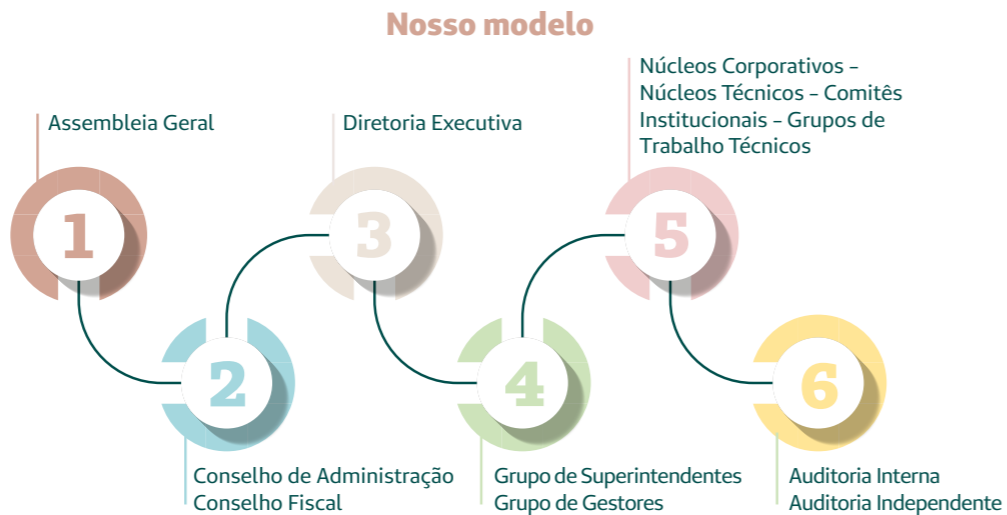 Nosso modelo
1
Assembleia Geral
2
Conselho de Administração
Conselho Fiscal
3
Diretoria Executiva
4
Grupo de Superintendentes
Grupo de Gestores
5
Núcleos Corporativos –
Núcleos Técnicos – Comitês
Institucionais – Grupos de
Trabalho Técnicos
6
Auditoria Interna
Auditoria Independente